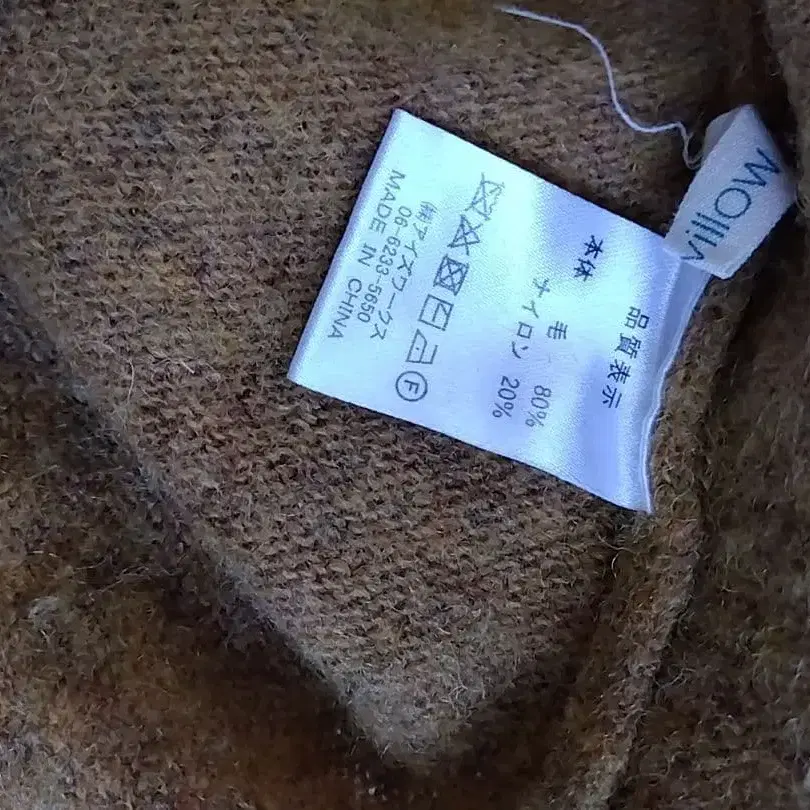 willow
品質表示
本体 毛 80%
ナイロン 20%
F
㈱アイズワークス
06-6233-5650
MADE IN CHINA